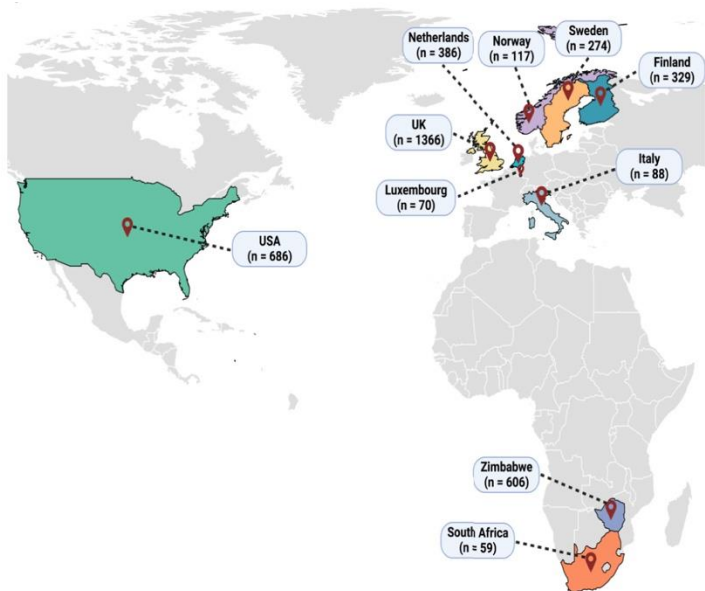 Netherlands
(n = 386)
Norway
(n = 117)
Sweden
(n = 274)
Finland
(n = 329)
UK
(n = 1366)
Italy
(n = 88)
Luxembourg
(n = 70)
USA
(n = 686)
Zimbabwe
(n = 606)
South Africa
(n = 59)